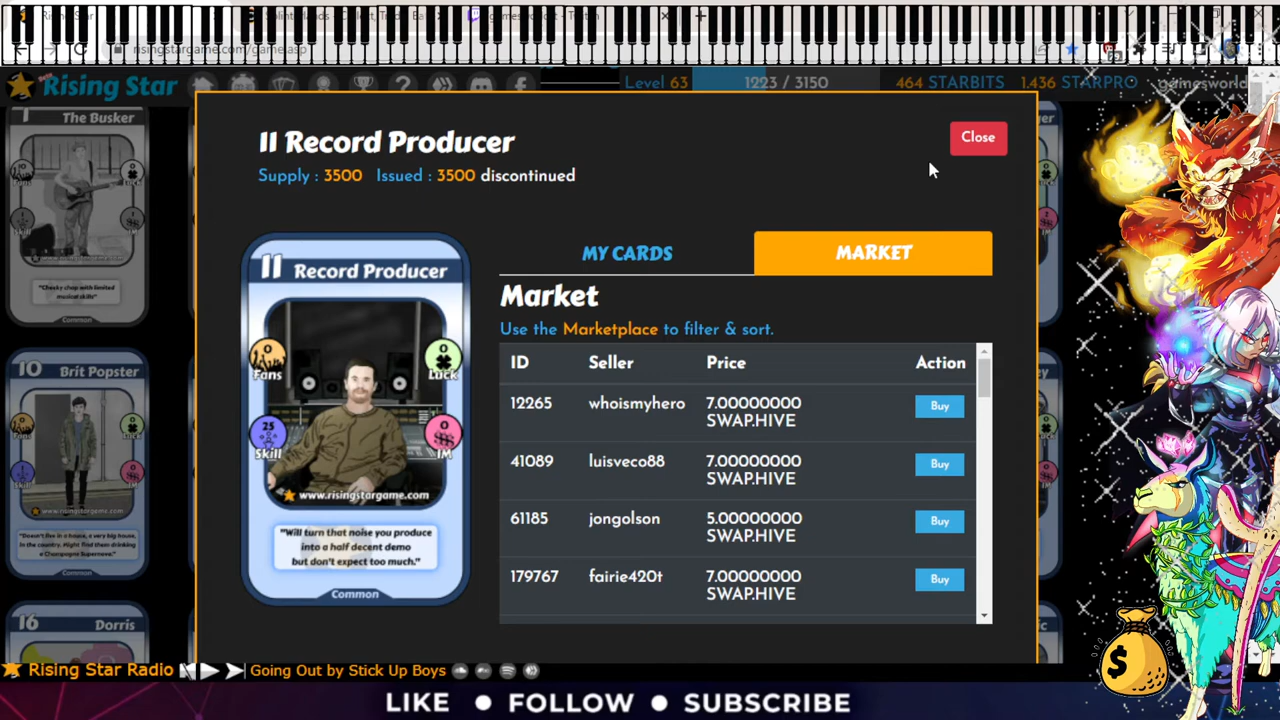 risingstargame.com/game.asp
Rising Star
Level 63
1223 / 3150
464 STARBITS
1.436 STARPRO
gamesworld
11 Record Producer
Close
Supply : 3500 Issued : 3500 discontinued
1 The Busker
"Cheeky chap with limited
musical skills"
Common
10 Brit Popster
"Doesn't live in a house, a very big house,
in the country. Might find them drinking
a Champagne Supernova."
Common
16 Dorris
11 Record Producer
0
Fans
0
Luck
25
Skill
0
IM
www.risingstargame.com
"Will turn that noise you produce
into a half decent demo
but don't expect too much."
Common
MY CARDS
MARKET
Market
Use the Marketplace to filter & sort.
ID Seller Price Action
12265 whoismyhero 7.00000000 SWAP.HIVE Buy
41089 luisveco88 7.00000000 SWAP.HIVE Buy
61185 jongolson 5.00000000 SWAP.HIVE Buy
179767 fairie420t 7.00000000 SWAP.HIVE Buy
Rising Star Radio Going Out by Stick Up Boys
LIKE FOLLOW SUBSCRIBE